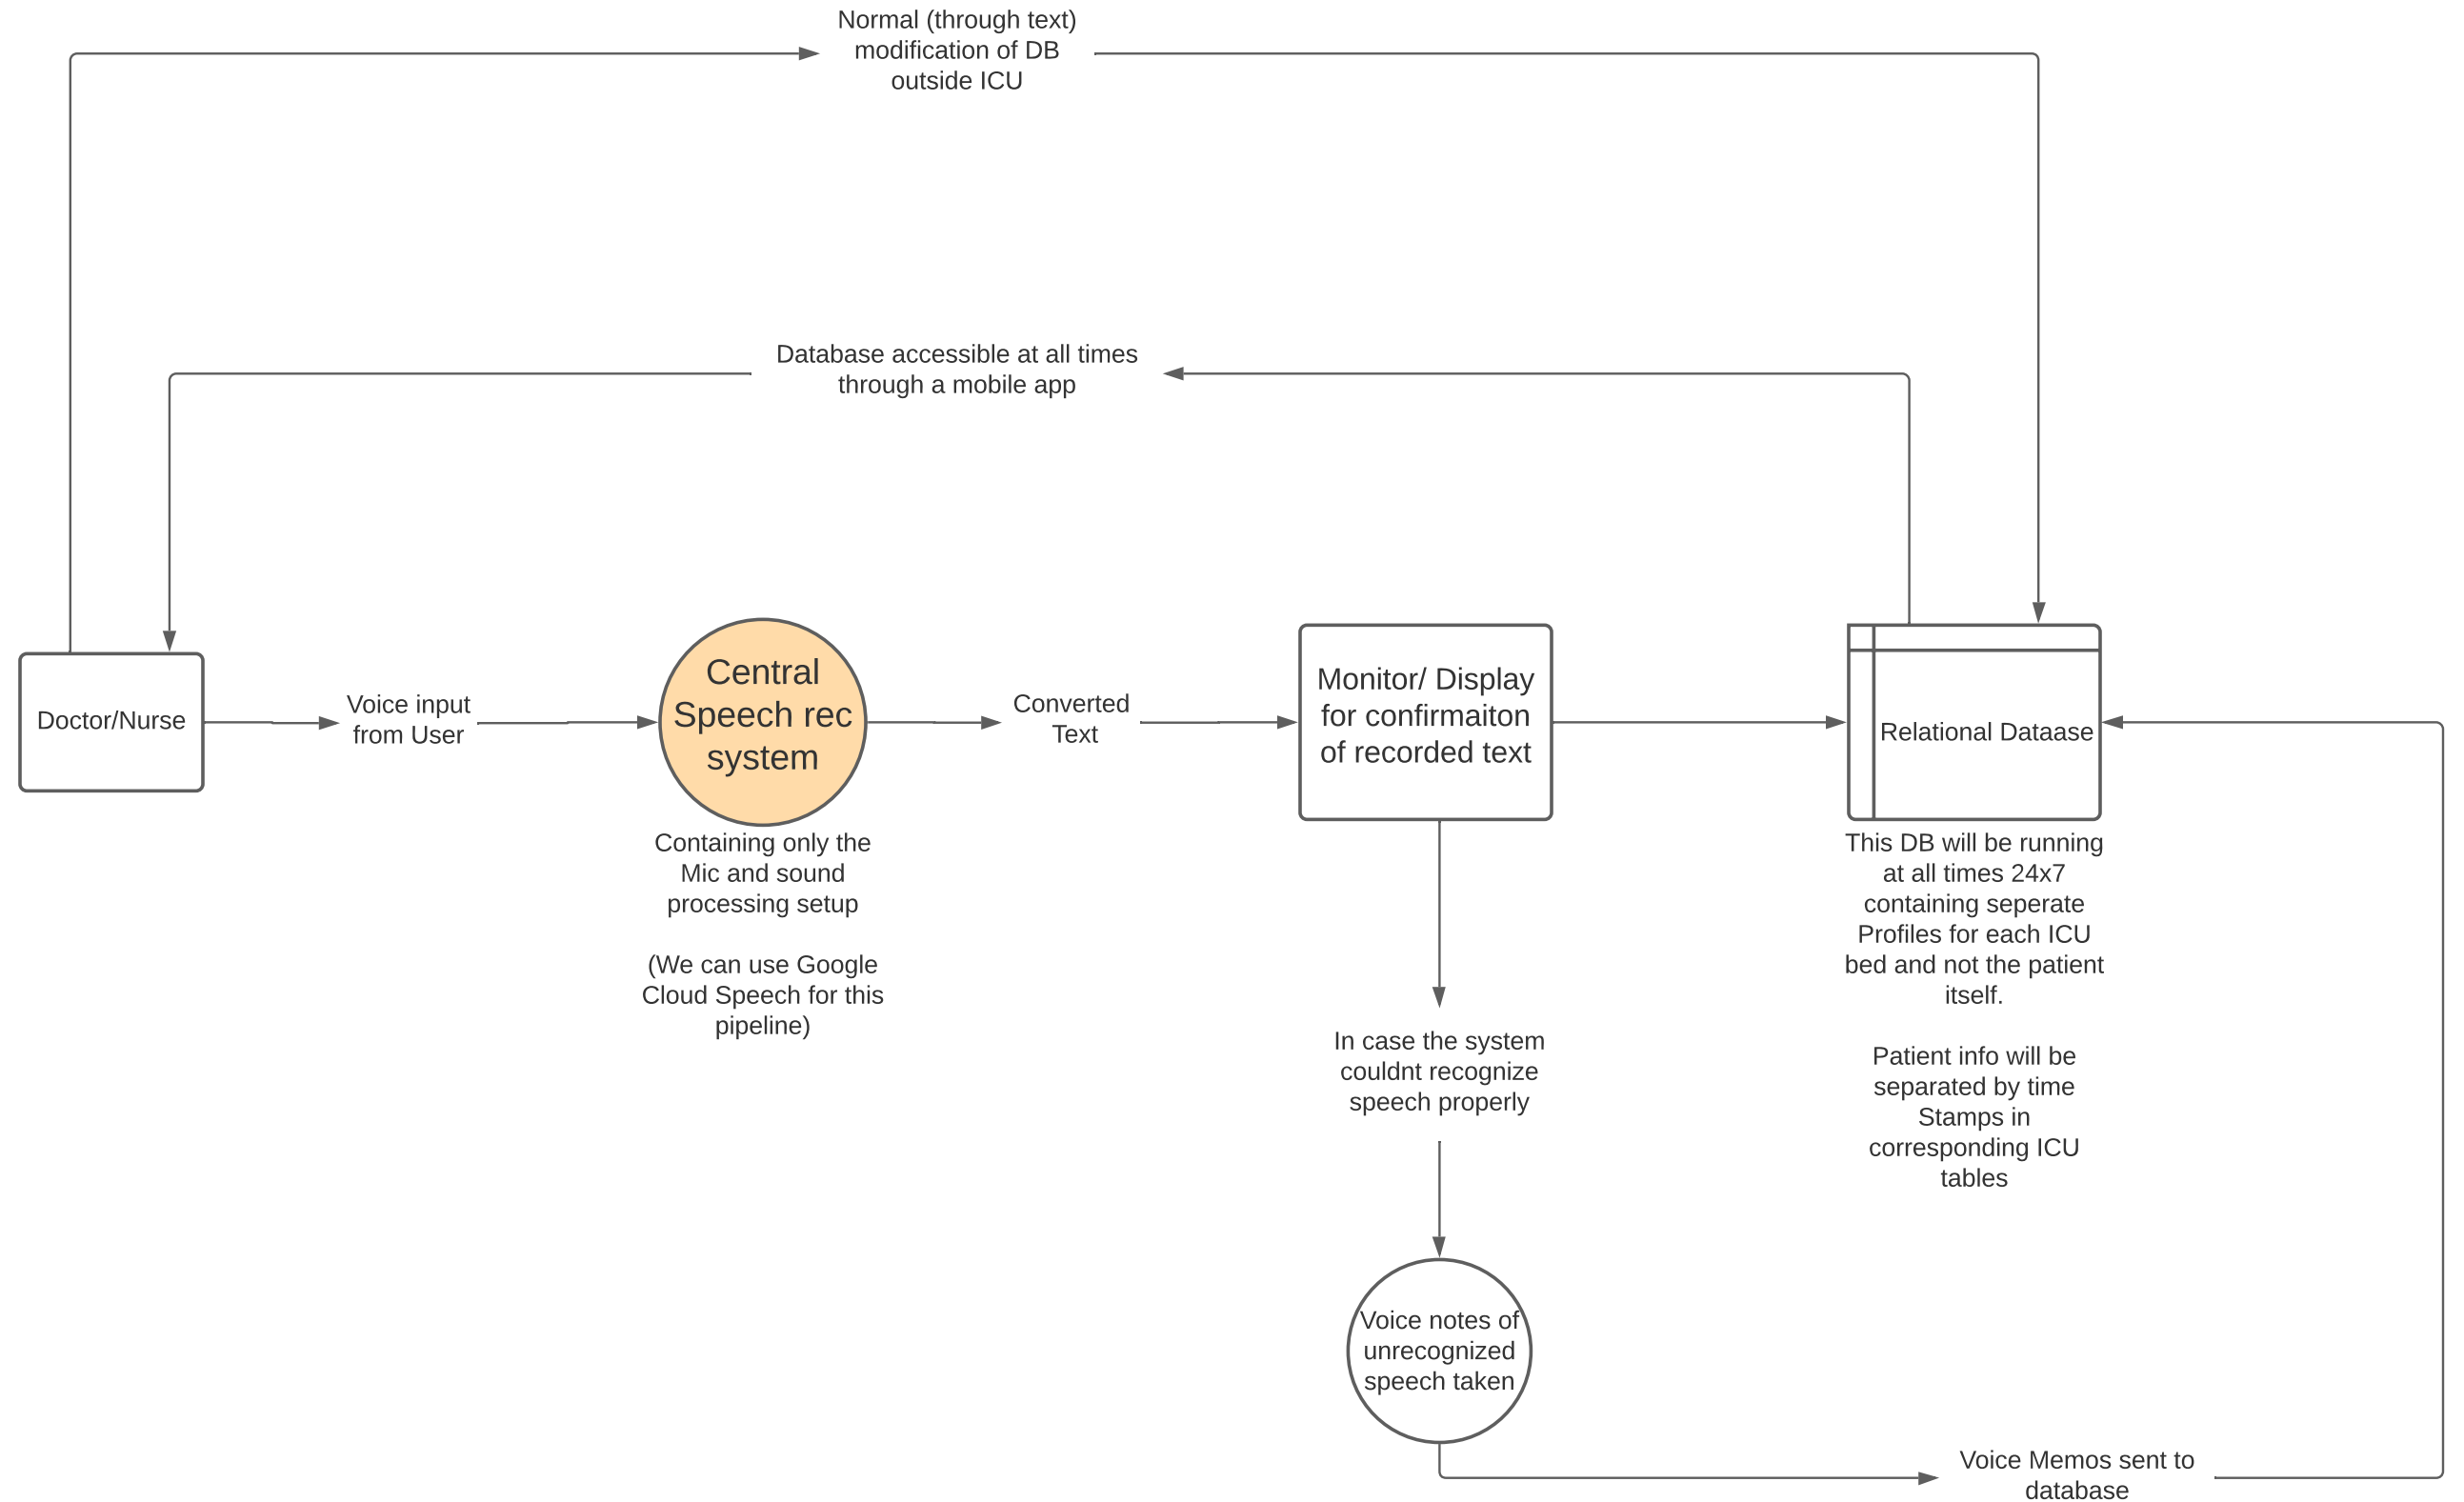 Normal (through text)
modification of DB
outside ICU
Database accessible at all times
through a mobile app
Doctor/Nurse
Voice input
from User
Central
Speech rec
system
Containing only the
Mic and sound
processing setup
(We can use Google
Cloud Speech for this
pipeline)
Converted
Text
Monitor/ Display
for confirmaiton
of recorded text
Relational Dataase
This DB will be running
at all times 24x7
containing seperate
Profiles for each ICU
bed and not the patient
itself.
Patient info will be
separated by time
Stamps in
corresponding ICU
tables
In case the system
couldnt recognize
speech properly
Voice notes of
unrecognized
speech taken
Voice Memos sent to
database